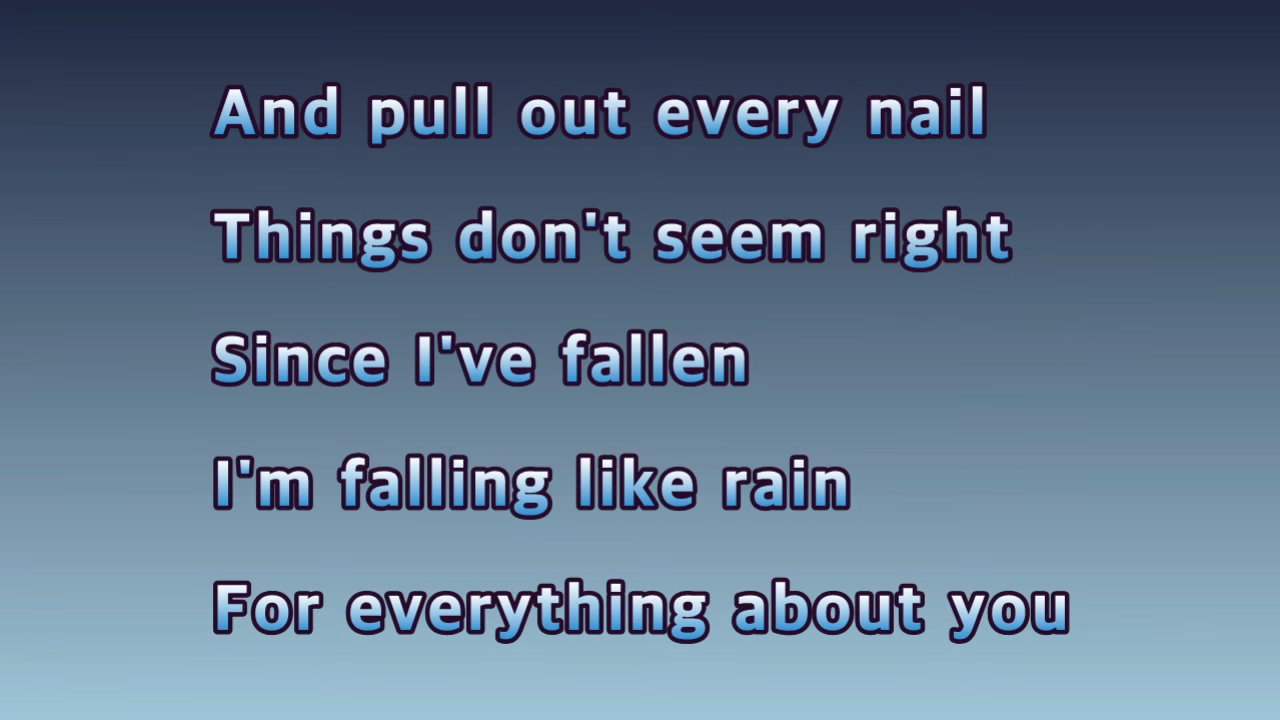 And pull out every nail
Things don't seem right
Since I've fallen
I'm falling like rain
For everything about you